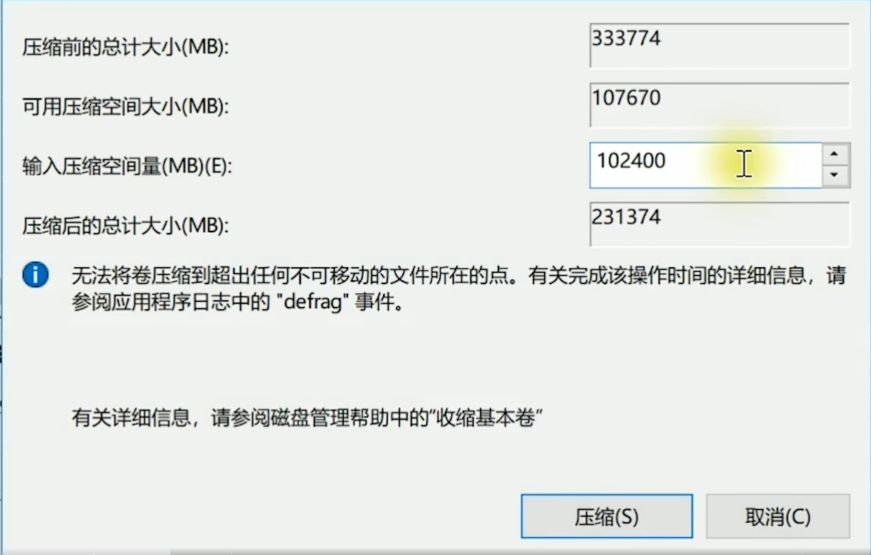 压缩前的总计大小(MB):
333774
可用压缩空间大小(MB):
107670
输入压缩空间量(MB)(E):
102400
压缩后的总计大小(MB):
231374
无法将卷压缩到超出任何不可移动的文件所在的点。有关完成该操作时间的详细信息，请
参阅应用程序日志中的 "defrag" 事件。
有关详细信息，请参阅磁盘管理帮助中的“收缩基本卷”
压缩(S)
取消(C)